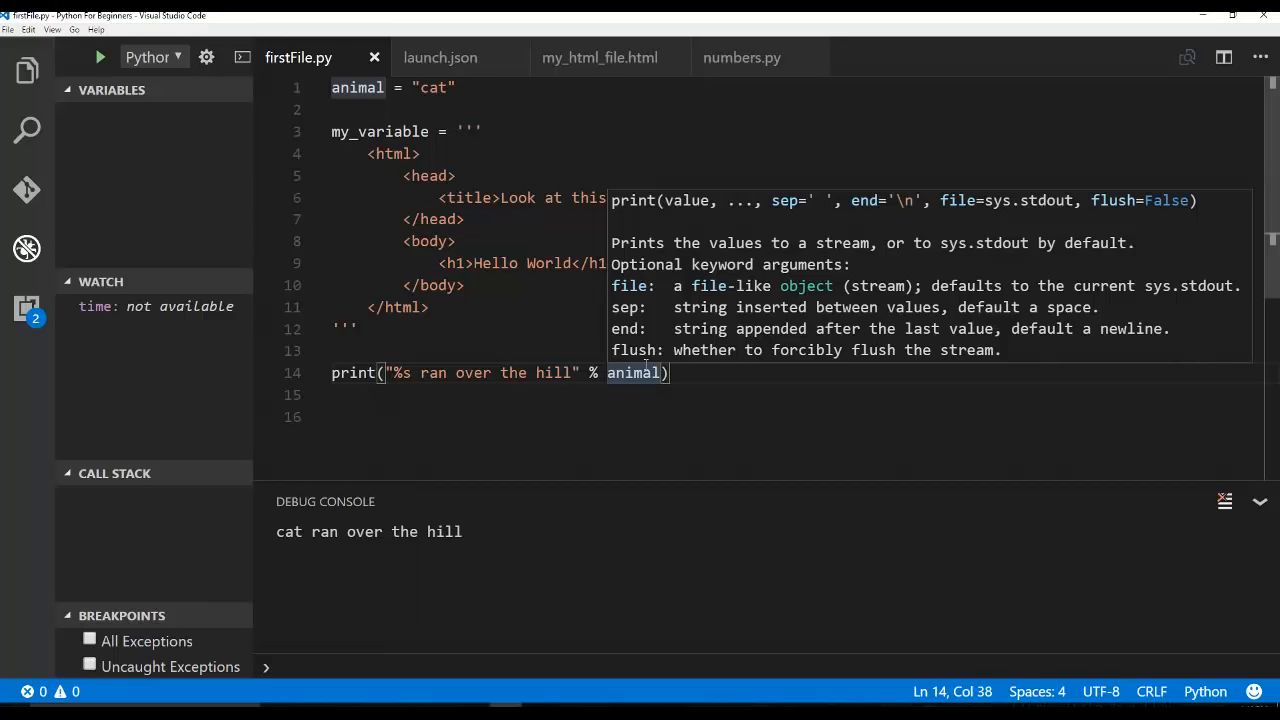 firstFile.py - Python For Beginners - Visual Studio Code
File Edit View Go Help
Python
firstFile.py
launch.json
my_html_file.html
numbers.py
VARIABLES
WATCH
time: not available
CALL STACK
BREAKPOINTS
All Exceptions
Uncaught Exceptions
2
1 animal = "cat"
2
3 my_variable = '''
4 <html>
5 <head>
6 <title>Look at this
7 </head>
8 <body>
9 <h1>Hello World</h1
10 </body>
11 </html>
12 '''
13
14 print("%s ran over the hill" % animal)
15
16
print(value, ..., sep=' ', end='\n', file=sys.stdout, flush=False)
Prints the values to a stream, or to sys.stdout by default.
Optional keyword arguments:
file: a file-like object (stream); defaults to the current sys.stdout.
sep: string inserted between values, default a space.
end: string appended after the last value, default a newline.
flush: whether to forcibly flush the stream.
DEBUG CONSOLE
cat ran over the hill
0 0
Ln 14, Col 38
Spaces: 4
UTF-8
CRLF
Python